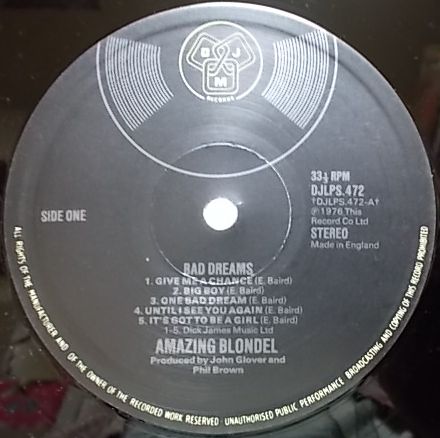 D J M
RECORDS
SIDE ONE
33⅓ RPM
DJLPS.472
†DJLPS.472-A†
℗1976 This
Record Co Ltd
STEREO
Made in England
BAD DREAMS
1. GIVE ME A CHANCE (E. Baird)
2. BIG BOY (E. Baird)
3. ONE BAD DREAM (E. Baird)
4. UNTIL I SEE YOU AGAIN (E. Baird)
5. IT'S GOT TO BE A GIRL (E. Baird)
1-5. Dick James Music Ltd
AMAZING BLONDEL
Produced by John Glover and
Phil Brown
ALL RIGHTS OF THE MANUFACTURER AND OF THE OWNER OF THE RECORDED WORK RESERVED · UNAUTHORISED PUBLIC PERFORMANCE BROADCASTING AND COPYING OF THIS RECORD PROHIBITED